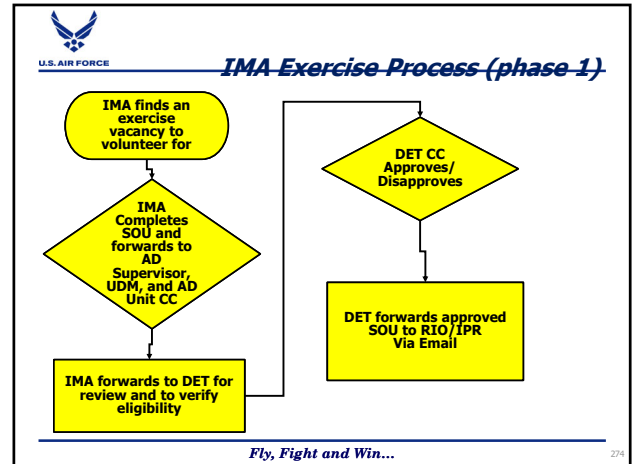 U.S. AIR FORCE
IMA Exercise Process (phase 1)
IMA finds an
exercise
vacancy to
volunteer for
IMA
Completes
SOU and
forwards to
AD
Supervisor,
UDM, and AD
Unit CC
IMA forwards to DET for
review and to verify
eligibility
DET CC
Approves/
Disapproves
DET forwards approved
SOU to RIO/IPR
Via Email
Fly, Fight and Win...
274